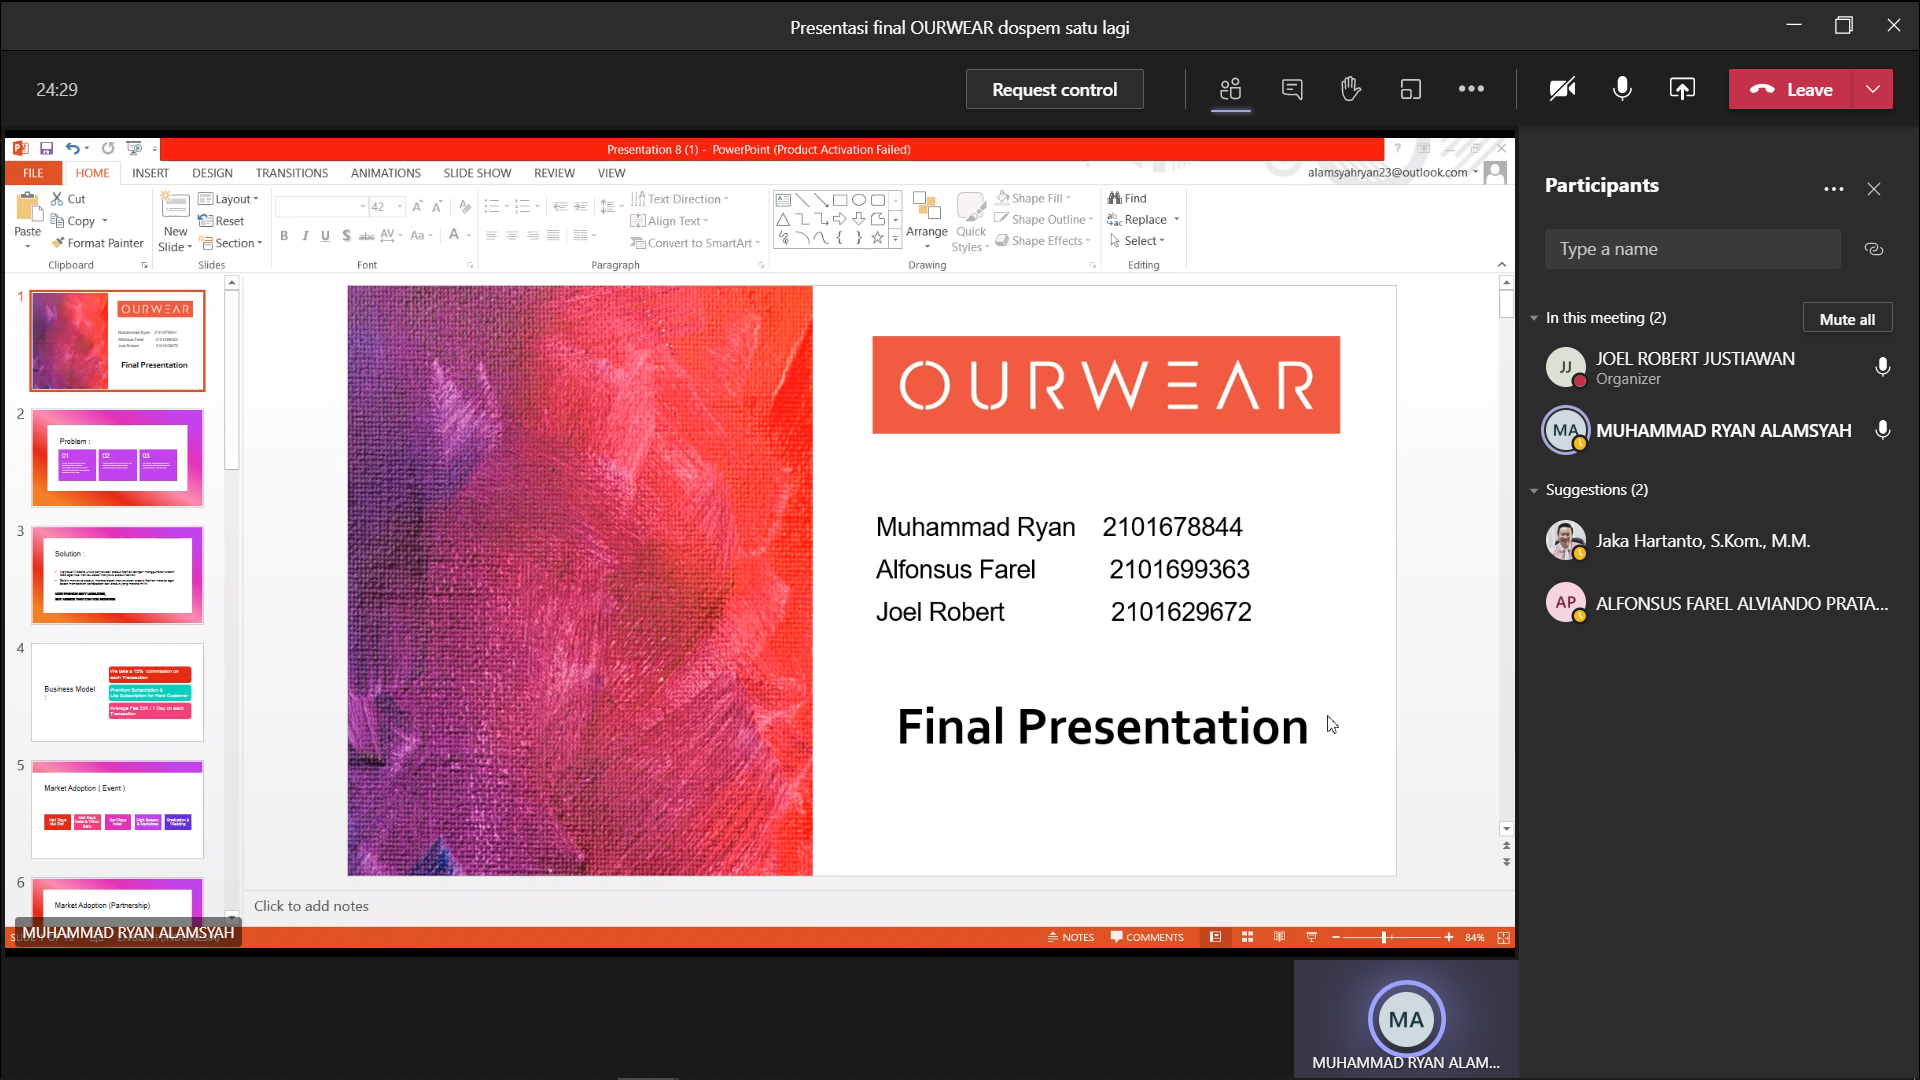 Presentasi final OURWEAR dospem satu lagi
24:29
Request control
Leave
Presentation 8 (1) - PowerPoint (Product Activation Failed)
FILE HOME INSERT DESIGN TRANSITIONS ANIMATIONS SLIDE SHOW REVIEW VIEW
alamsyahryan23@outlook.com
Paste
Cut
Copy
Format Painter
Clipboard
New Slide
Layout
Reset
Section
Slides
42
Font
Text Direction
Align Text
Convert to SmartArt
Paragraph
Arrange
Quick Styles
Shape Fill
Shape Outline
Shape Effects
Drawing
Find
Replace
Select
Editing
1
OURWEAR
Final Presentation
2
Problem :
01 02 03
3
Solution :
4
Business Model :
We take a 15% commission on each Transaction
5
Market Adoption ( Event )
6
Market Adoption (Partnership)
OURWEAR
Muhammad Ryan 2101678844
Alfonsus Farel 2101699363
Joel Robert 2101629672
Final Presentation
Click to add notes
MUHAMMAD RYAN ALAMSYAH
NOTES
COMMENTS
84%
Participants
Type a name
In this meeting (2)
Mute all
JJ
JOEL ROBERT JUSTIAWAN
Organizer
MA
MUHAMMAD RYAN ALAMSYAH
Suggestions (2)
Jaka Hartanto, S.Kom., M.M.
AP
ALFONSUS FAREL ALVIANDO PRATA...
MA
MUHAMMAD RYAN ALAM...